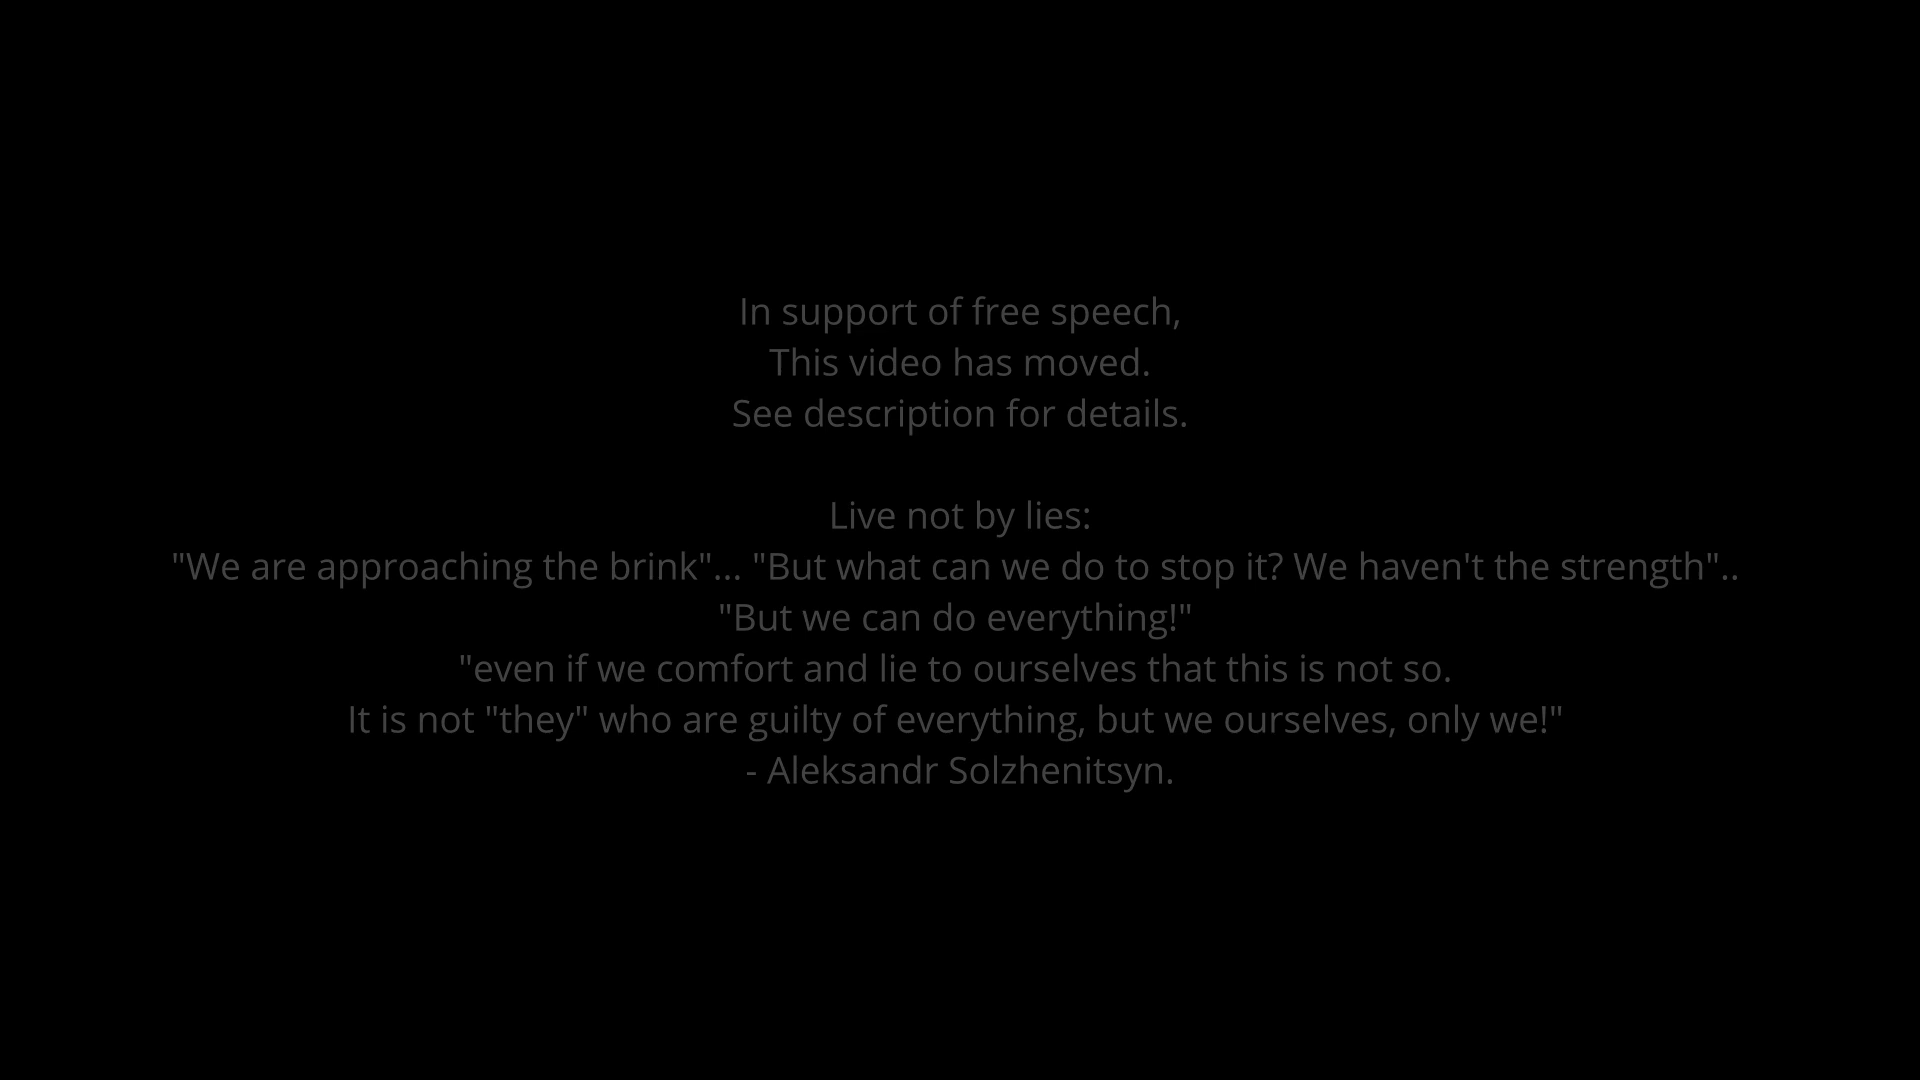 In support of free speech,
This video has moved.
See description for details.
Live not by lies:
"We are approaching the brink"... "But what can we do to stop it? We haven't the strength"..
"But we can do everything!"
"even if we comfort and lie to ourselves that this is not so.
It is not "they" who are guilty of everything, but we ourselves, only we!"
- Aleksandr Solzhenitsyn.